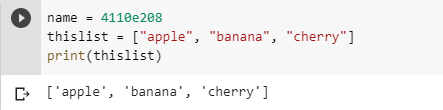 name = 4110e208
thislist = ["apple", "banana", "cherry"]
print(thislist)
['apple', 'banana', 'cherry']